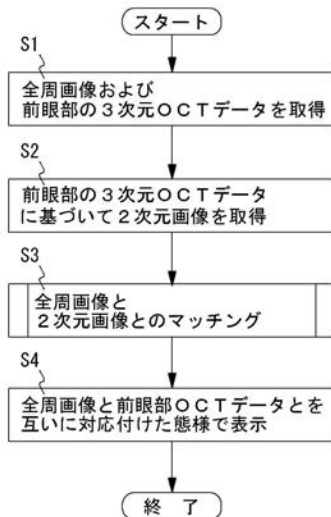 スタート
S1
全周画像および
前眼部の3次元OCTデータを取得
S2
前眼部の3次元OCTデータ
に基づいて2次元画像を取得
S3
全周画像と
2次元画像とのマッチング
S4
全周画像と前眼部OCTデータとを
互いに対応付けた態様で表示
終 了